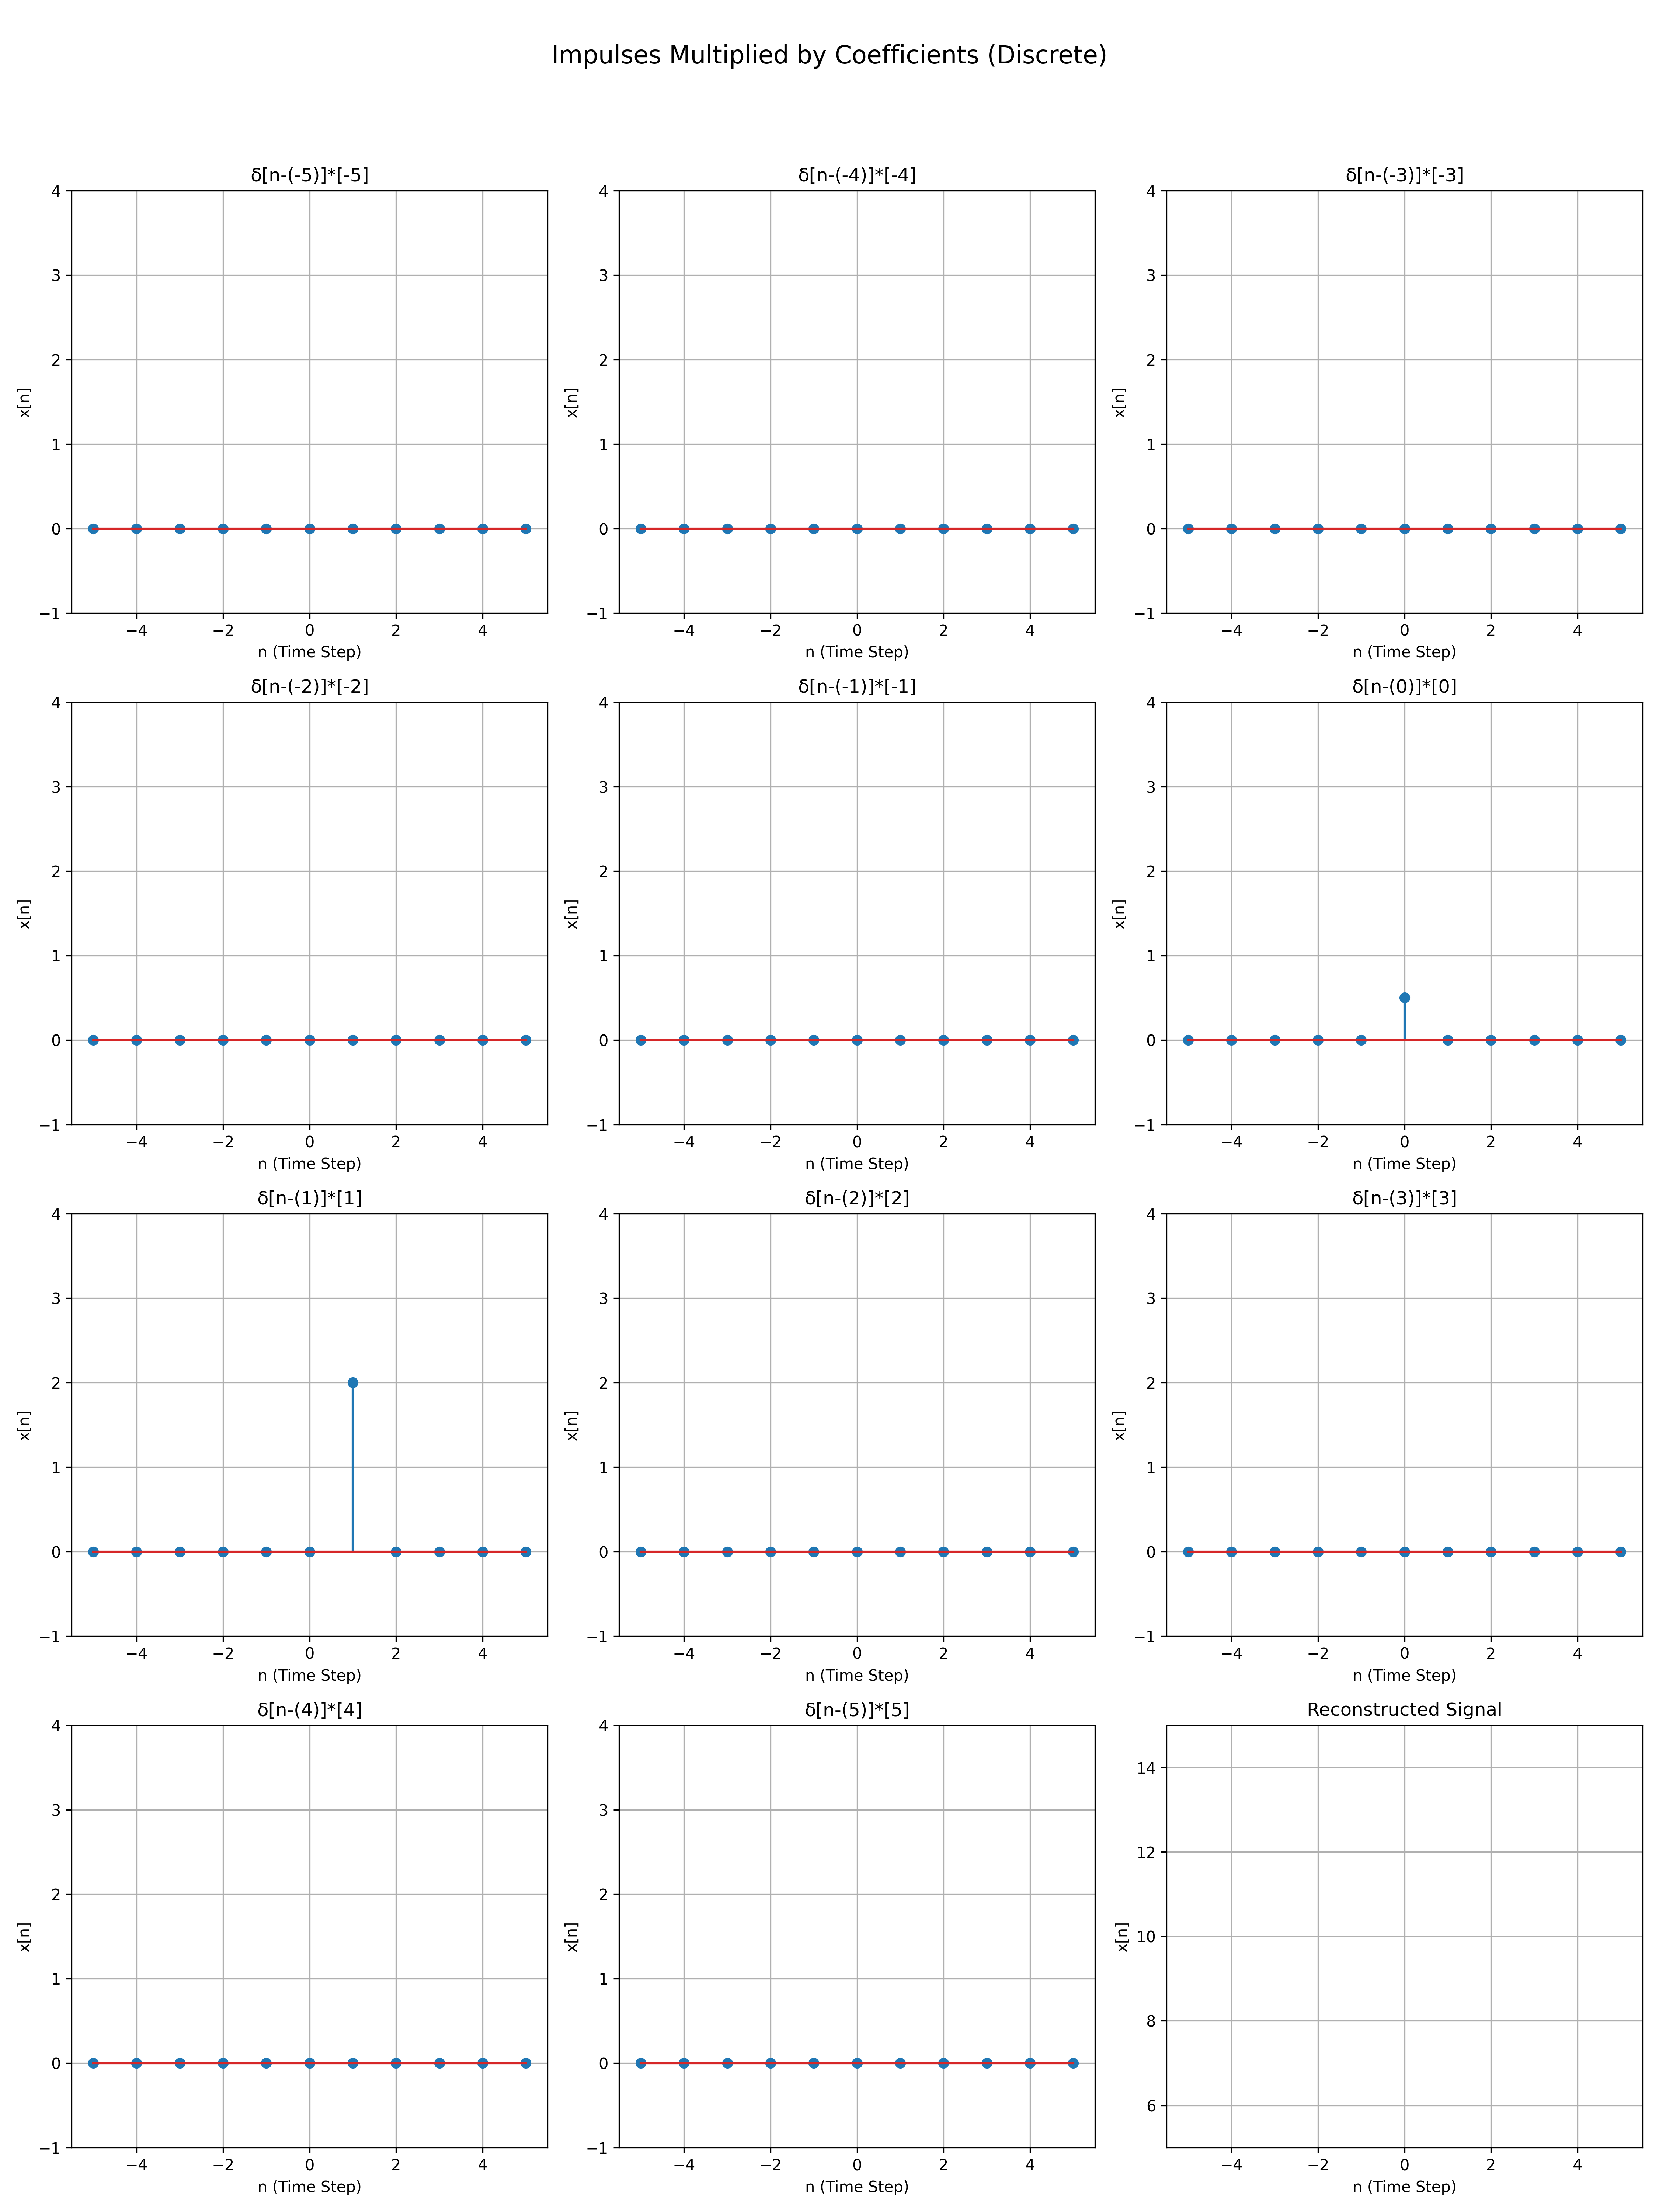 Impulses Multiplied by Coefficients (Discrete)
δ[n-(-5)]*[-5]
4
3
2
1
0
−1
x[n]
−4 −2 0 2 4
n (Time Step)
δ[n-(-4)]*[-4]
4
3
2
1
0
−1
x[n]
−4 −2 0 2 4
n (Time Step)
δ[n-(-3)]*[-3]
4
3
2
1
0
−1
x[n]
−4 −2 0 2 4
n (Time Step)
δ[n-(-2)]*[-2]
4
3
2
1
0
−1
x[n]
−4 −2 0 2 4
n (Time Step)
δ[n-(-1)]*[-1]
4
3
2
1
0
−1
x[n]
−4 −2 0 2 4
n (Time Step)
δ[n-(0)]*[0]
4
3
2
1
0
−1
x[n]
−4 −2 0 2 4
n (Time Step)
δ[n-(1)]*[1]
4
3
2
1
0
−1
x[n]
−4 −2 0 2 4
n (Time Step)
δ[n-(2)]*[2]
4
3
2
1
0
−1
x[n]
−4 −2 0 2 4
n (Time Step)
δ[n-(3)]*[3]
4
3
2
1
0
−1
x[n]
−4 −2 0 2 4
n (Time Step)
δ[n-(4)]*[4]
4
3
2
1
0
−1
x[n]
−4 −2 0 2 4
n (Time Step)
δ[n-(5)]*[5]
4
3
2
1
0
−1
x[n]
−4 −2 0 2 4
n (Time Step)
Reconstructed Signal
14
12
10
8
6
x[n]
−4 −2 0 2 4
n (Time Step)